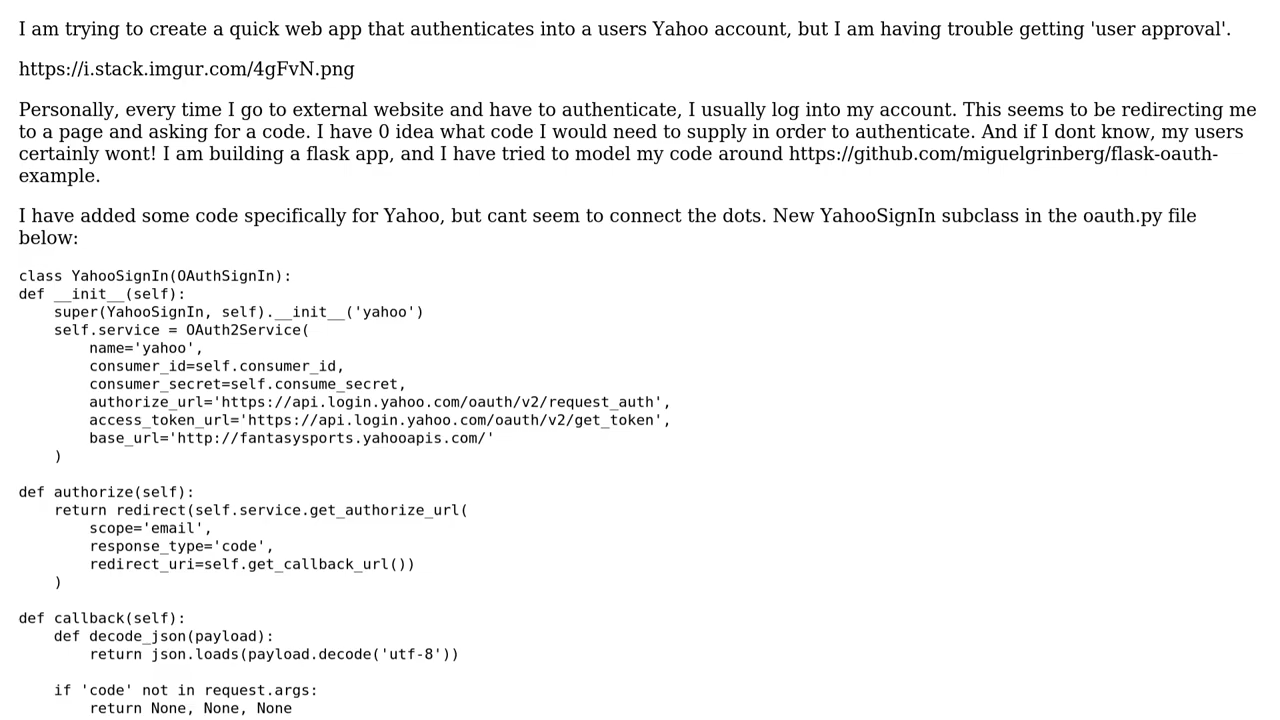 I am trying to create a quick web app that authenticates into a users Yahoo account, but I am having trouble getting 'user approval'.
https://i.stack.imgur.com/4gFvN.png
Personally, every time I go to external website and have to authenticate, I usually log into my account. This seems to be redirecting me
to a page and asking for a code. I have 0 idea what code I would need to supply in order to authenticate. And if I dont know, my users
certainly wont! I am building a flask app, and I have tried to model my code around https://github.com/miguelgrinberg/flask-oauth-
example.
I have added some code specifically for Yahoo, but cant seem to connect the dots. New YahooSignIn subclass in the oauth.py file
below:
class YahooSignIn(OAuthSignIn):
def __init__(self):
    super(YahooSignIn, self).__init__('yahoo')
    self.service = OAuth2Service(
        name='yahoo',
        consumer_id=self.consumer_id,
        consumer_secret=self.consume_secret,
        authorize_url='https://api.login.yahoo.com/oauth/v2/request_auth',
        access_token_url='https://api.login.yahoo.com/oauth/v2/get_token',
        base_url='http://fantasysports.yahooapis.com/'
    )
def authorize(self):
    return redirect(self.service.get_authorize_url(
        scope='email',
        response_type='code',
        redirect_uri=self.get_callback_url())
    )
def callback(self):
    def decode_json(payload):
        return json.loads(payload.decode('utf-8'))
    if 'code' not in request.args:
        return None, None, None